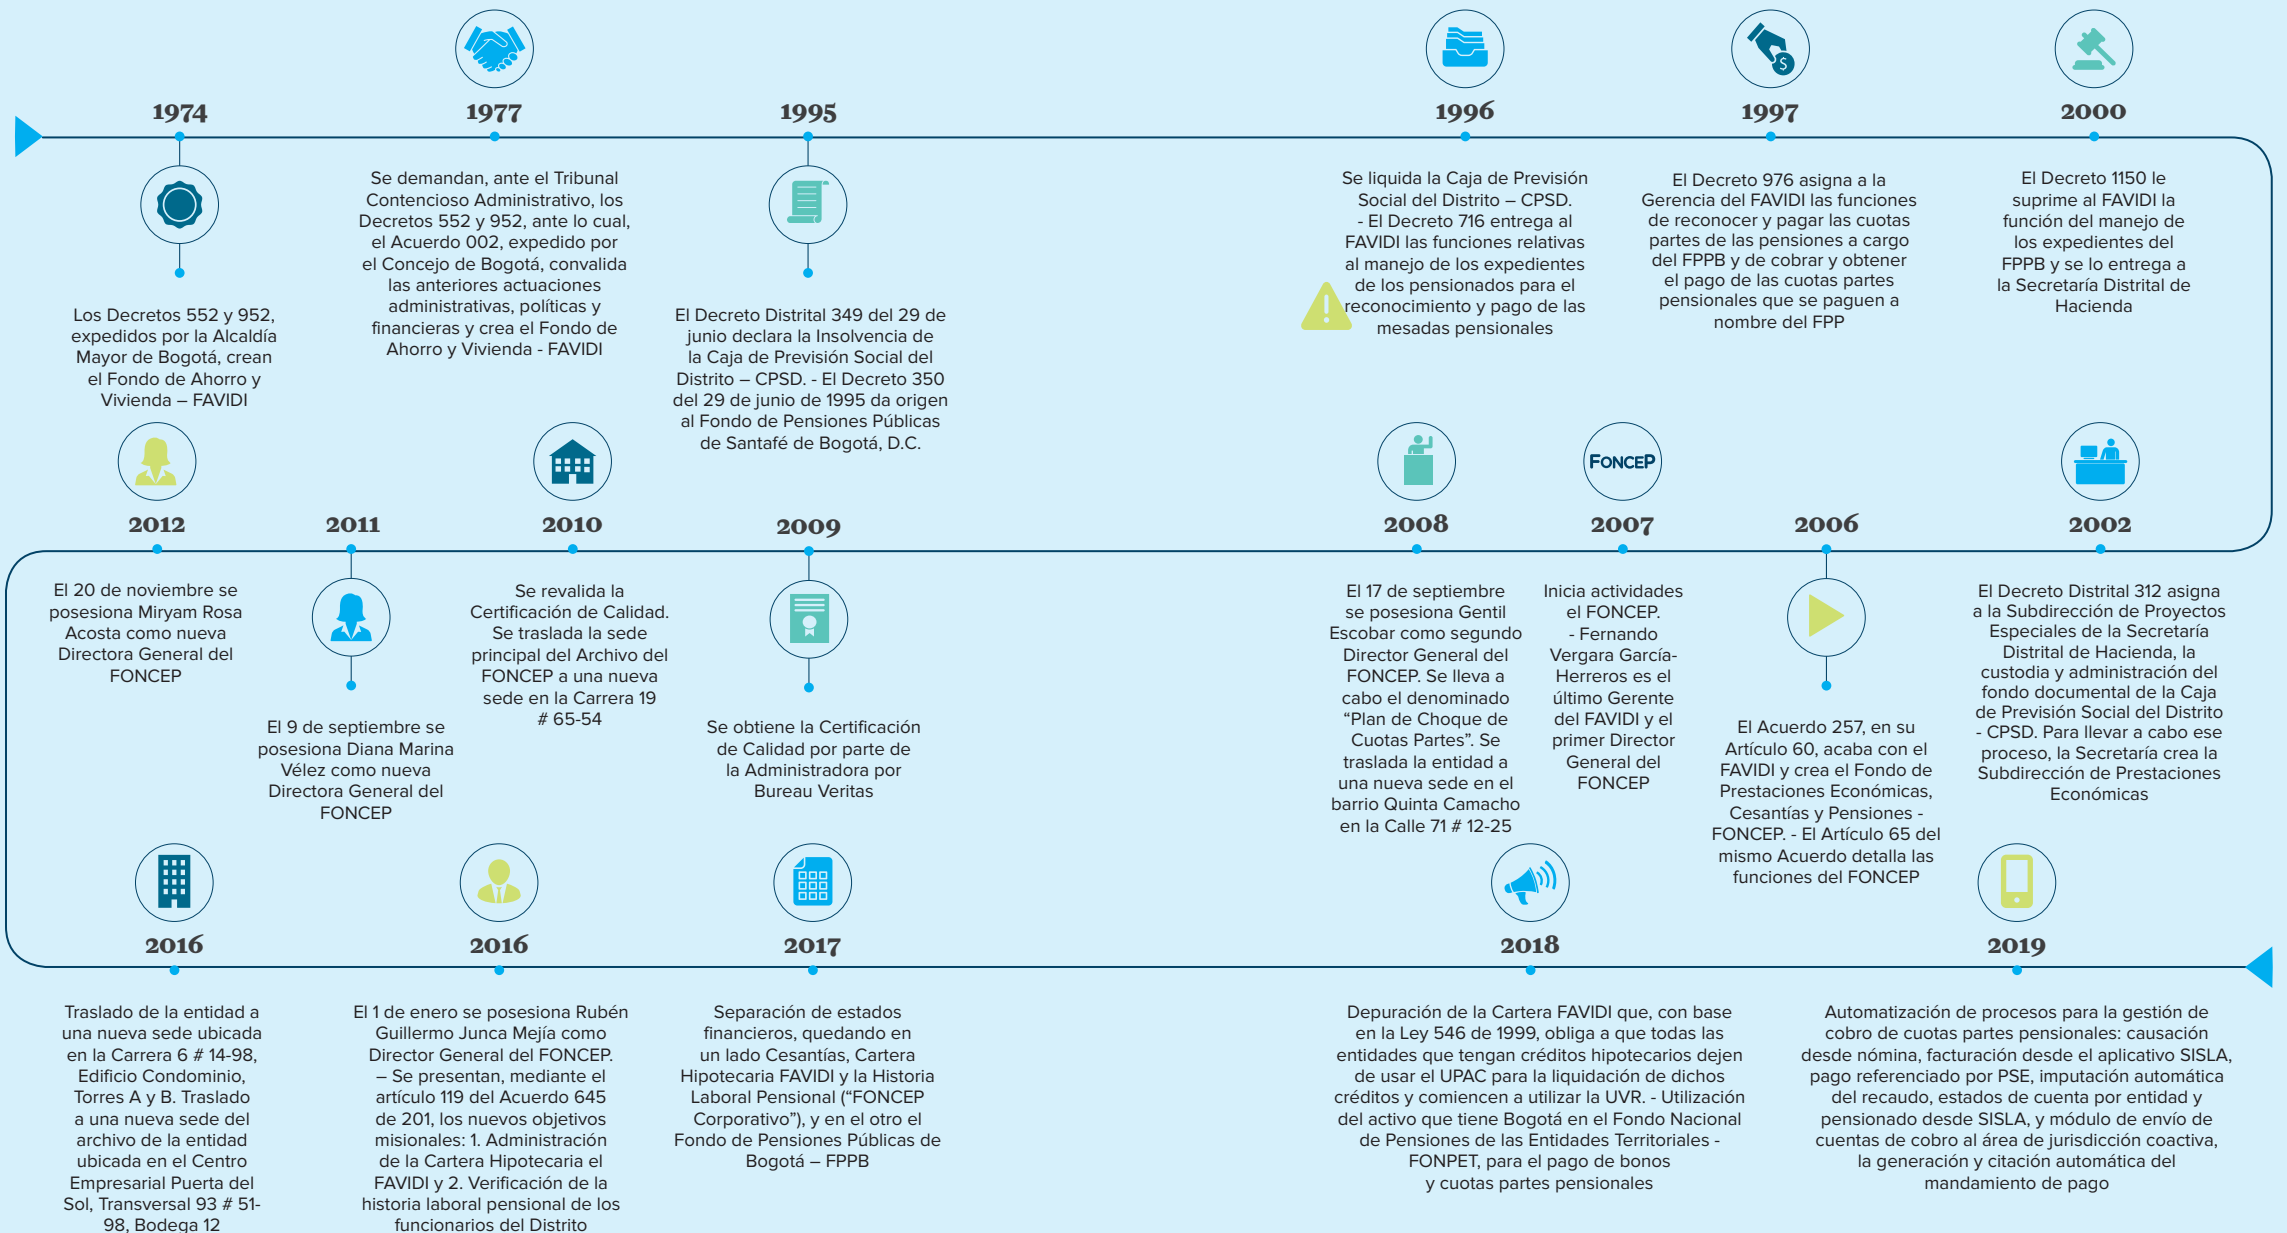 1974
Los Decretos 552 y 952,
expedidos por la Alcaldía
Mayor de Bogotá, crean
el Fondo de Ahorro y
Vivienda – FAVIDI
1977
Se demandan, ante el Tribunal
Contencioso Administrativo, los
Decretos 552 y 952, ante lo cual,
el Acuerdo 002, expedido por
el Concejo de Bogotá, convalida
las anteriores actuaciones
administrativas, políticas y
financieras y crea el Fondo de
Ahorro y Vivienda - FAVIDI
1995
El Decreto Distrital 349 del 29 de
junio declara la Insolvencia de
la Caja de Previsión Social del
Distrito – CPSD. - El Decreto 350
del 29 de junio de 1995 da origen
al Fondo de Pensiones Públicas
de Santafé de Bogotá, D.C.
1996
Se liquida la Caja de Previsión
Social del Distrito – CPSD.
- El Decreto 716 entrega al
FAVIDI las funciones relativas
al manejo de los expedientes
de los pensionados para el
reconocimiento y pago de las
mesadas pensionales
1997
El Decreto 976 asigna a la
Gerencia del FAVIDI las funciones
de reconocer y pagar las cuotas
partes de las pensiones a cargo
del FPPB y de cobrar y obtener
el pago de las cuotas partes
pensionales que se paguen a
nombre del FPP
2000
El Decreto 1150 le
suprime al FAVIDI la
función del manejo de
los expedientes del
FPPB y se lo entrega a
la Secretaría Distrital de
Hacienda
2002
El Decreto Distrital 312 asigna
a la Subdirección de Proyectos
Especiales de la Secretaría
Distrital de Hacienda, la
custodia y administración del
fondo documental de la Caja
de Previsión Social del Distrito
- CPSD. Para llevar a cabo ese
proceso, la Secretaría crea la
Subdirección de Prestaciones
Económicas
2006
El Acuerdo 257, en su
Artículo 60, acaba con el
FAVIDI y crea el Fondo de
Prestaciones Económicas,
Cesantías y Pensiones -
FONCEP. - El Artículo 65 del
mismo Acuerdo detalla las
funciones del FONCEP
FONCEP
2007
Inicia actividades
el FONCEP.
- Fernando
Vergara García-
Herreros es el
último Gerente
del FAVIDI y el
primer Director
General del
FONCEP
2008
El 17 de septiembre
se posesiona Gentil
Escobar como segundo
Director General del
FONCEP. Se lleva a
cabo el denominado
“Plan de Choque de
Cuotas Partes”. Se
traslada la entidad a
una nueva sede en el
barrio Quinta Camacho
en la Calle 71 # 12-25
2009
Se obtiene la Certificación
de Calidad por parte de
la Administradora por
Bureau Veritas
2010
Se revalida la
Certificación de Calidad.
Se traslada la sede
principal del Archivo del
FONCEP a una nueva
sede en la Carrera 19
# 65-54
2011
El 9 de septiembre se
posesiona Diana Marina
Vélez como nueva
Directora General del
FONCEP
2012
El 20 de noviembre se
posesiona Miryam Rosa
Acosta como nueva
Directora General del
FONCEP
2016
Traslado de la entidad a
una nueva sede ubicada
en la Carrera 6 # 14-98,
Edificio Condominio,
Torres A y B. Traslado
a una nueva sede del
archivo de la entidad
ubicada en el Centro
Empresarial Puerta del
Sol, Transversal 93 # 51-
98, Bodega 12
2016
El 1 de enero se posesiona Rubén
Guillermo Junca Mejía como
Director General del FONCEP.
– Se presentan, mediante el
artículo 119 del Acuerdo 645
de 201, los nuevos objetivos
misionales: 1. Administración
de la Cartera Hipotecaria el
FAVIDI y 2. Verificación de la
historia laboral pensional de los
funcionarios del Distrito
2017
Separación de estados
financieros, quedando en
un lado Cesantías, Cartera
Hipotecaria FAVIDI y la Historia
Laboral Pensional (“FONCEP
Corporativo”), y en el otro el
Fondo de Pensiones Públicas de
Bogotá – FPPB
2018
Depuración de la Cartera FAVIDI que, con base
en la Ley 546 de 1999, obliga a que todas las
entidades que tengan créditos hipotecarios dejen
de usar el UPAC para la liquidación de dichos
créditos y comiencen a utilizar la UVR. - Utilización
del activo que tiene Bogotá en el Fondo Nacional
de Pensiones de las Entidades Territoriales -
FONPET, para el pago de bonos
y cuotas partes pensionales
2019
Automatización de procesos para la gestión de
cobro de cuotas partes pensionales: causación
desde nómina, facturación desde el aplicativo SISLA,
pago referenciado por PSE, imputación automática
del recaudo, estados de cuenta por entidad y
pensionado desde SISLA, y módulo de envío de
cuentas de cobro al área de jurisdicción coactiva,
la generación y citación automática del
mandamiento de pago